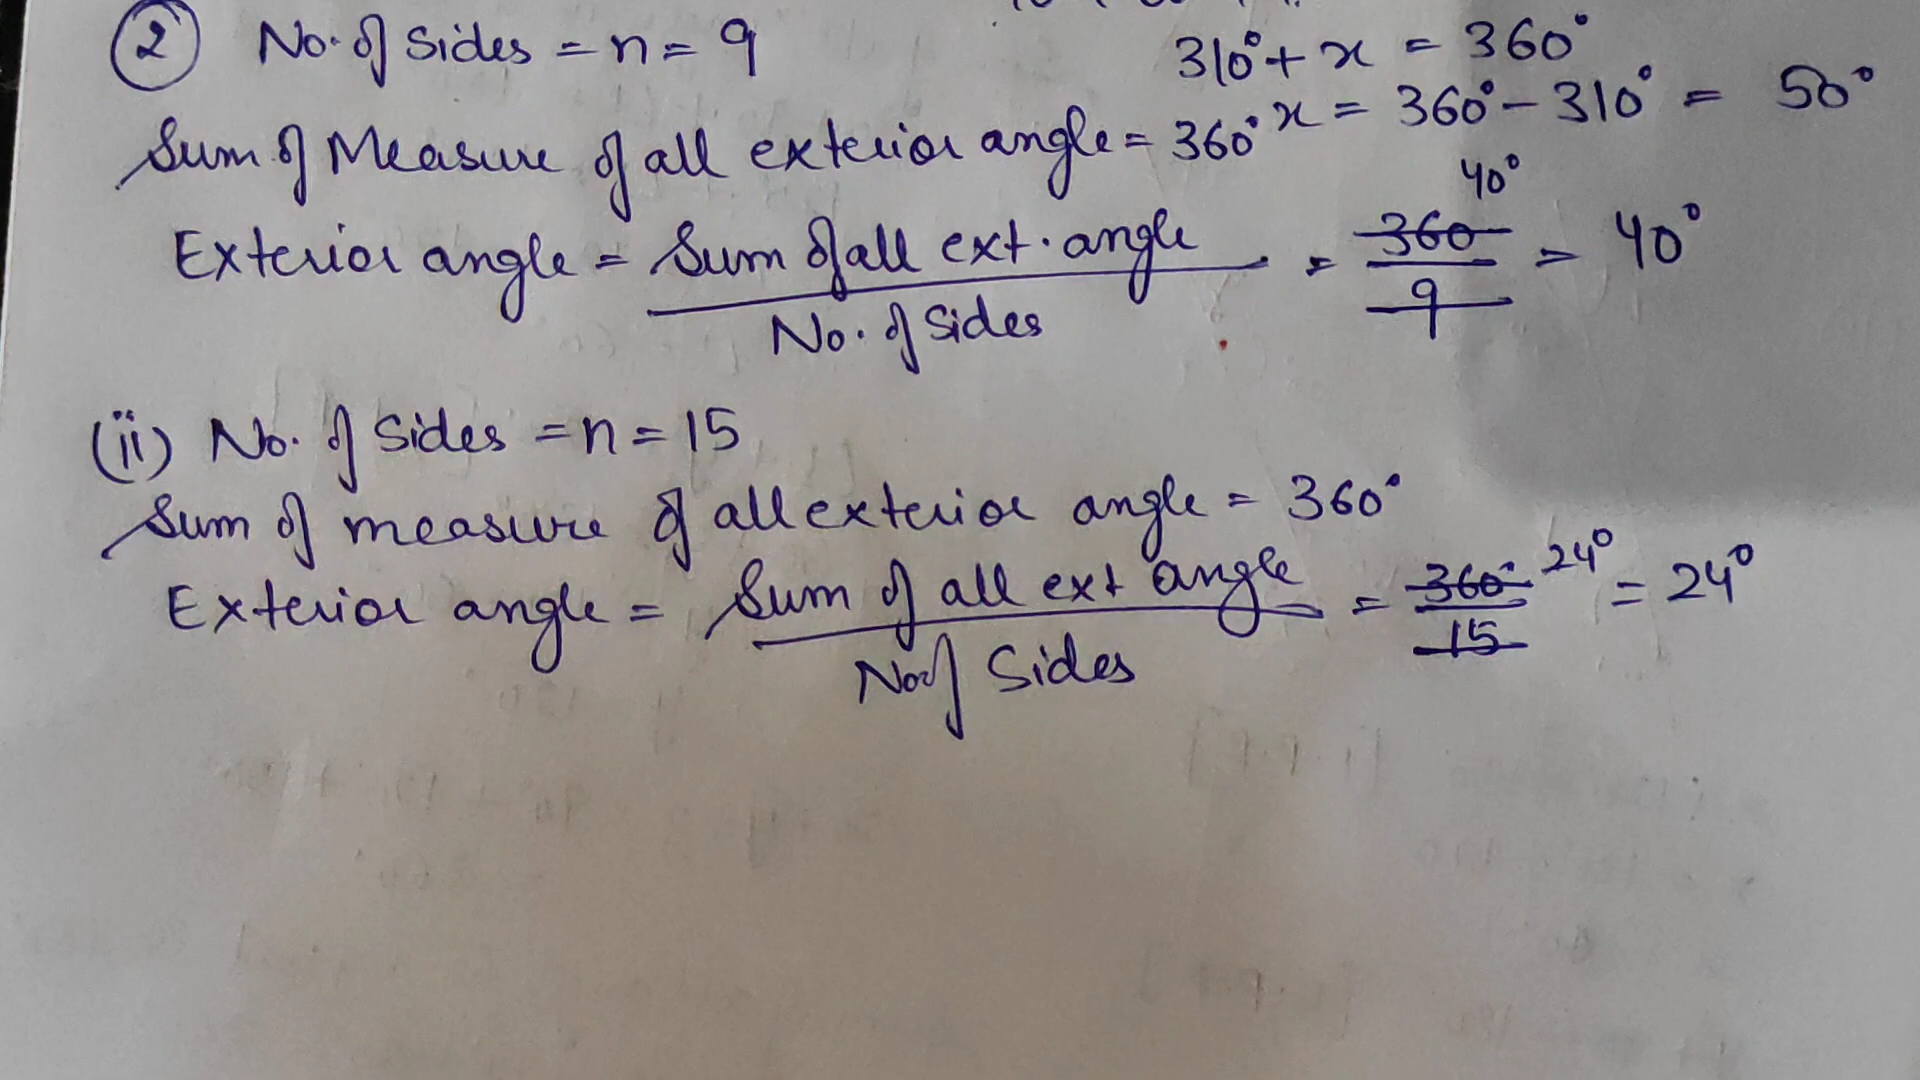 ② No. of Sides = n = 9
310° + x = 360°
x = 360° - 310° = 50°
Sum of Measure of all exterior angle = 360°
40°
Exterior angle = Sum of all ext. angle / No. of Sides = 360 / 9 = 40°
(ii) No. of Sides = n = 15
Sum of measure of all exterior angle = 360°
Exterior angle = Sum of all ext angle / No of Sides = 360° / 15 24° = 24°